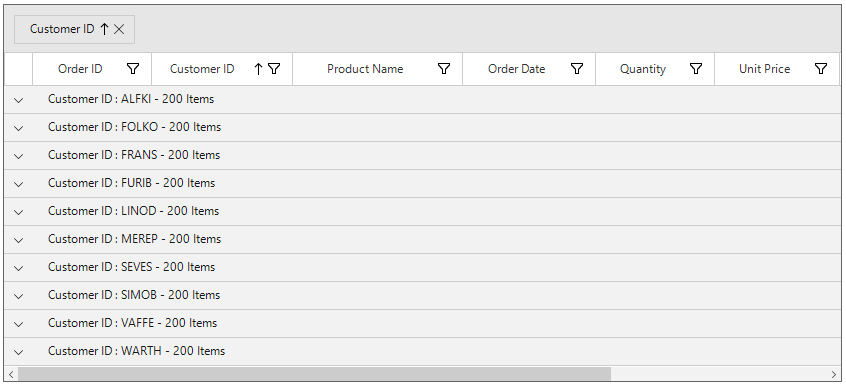 Customer ID
Order ID Customer ID Product Name Order Date Quantity Unit Price
Customer ID : ALFKI - 200 Items
Customer ID : FOLKO - 200 Items
Customer ID : FRANS - 200 Items
Customer ID : FURIB - 200 Items
Customer ID : LINOD - 200 Items
Customer ID : MEREP - 200 Items
Customer ID : SEVES - 200 Items
Customer ID : SIMOB - 200 Items
Customer ID : VAFFE - 200 Items
Customer ID : WARTH - 200 Items